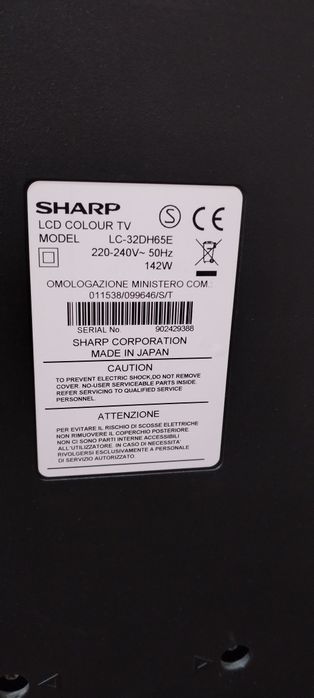 SHARP
LCD COLOUR TV
MODEL LC-32DH65E
220-240V~ 50Hz
142W
OMOLOGAZIONE MINISTERO COM.:
011538/099646/S/T
SERIAL No. 902429388
SHARP CORPORATION
MADE IN JAPAN
CAUTION
TO PREVENT ELECTRIC SHOCK,DO NOT REMOVE
COVER. NO-USER SERVICEABLE PARTS INSIDE.
REFER SERVICING TO QUALIFIED SERVICE
PERSONNEL.
ATTENZIONE
PER EVITARE IL RISCHIO DI SCOSSE ELETTRICHE
NON RIMUOVERE IL COPERCHIO POSTERIORE.
NON CI SONO PARTI INTERNE ACCESSIBILI
ALL'UTILIZZATORE. IN CASO DI NECESSITA'
RIVOLGERSI ESCLUSIVAMENTE A PERSONALE
DI SERVIZIO AUTORIZZATO.
S
CE